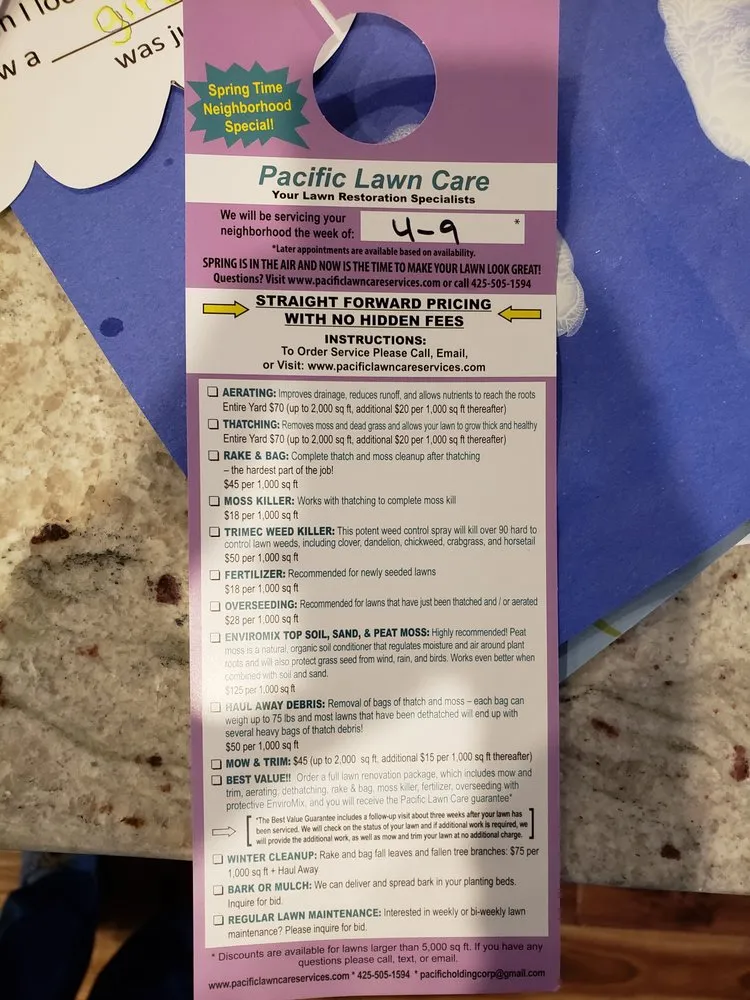 w a girl
was ju
Spring Time
Neighborhood
Special!
Pacific Lawn Care
Your Lawn Restoration Specialists
We will be servicing your
neighborhood the week of: 4-9 *
*Later appointments are available based on availability.
SPRING IS IN THE AIR AND NOW IS THE TIME TO MAKE YOUR LAWN LOOK GREAT!
Questions? Visit www.pacificlawncareservices.com or call 425-505-1594
STRAIGHT FORWARD PRICING
WITH NO HIDDEN FEES
INSTRUCTIONS:
To Order Service Please Call, Email,
or Visit: www.pacificlawncareservices.com
AERATING: Improves drainage, reduces runoff, and allows nutrients to reach the roots
Entire Yard $70 (up to 2,000 sq ft, additional $20 per 1,000 sq ft thereafter)
THATCHING: Removes moss and dead grass and allows your lawn to grow thick and healthy
Entire Yard $70 (up to 2,000 sq ft, additional $20 per 1,000 sq ft thereafter)
RAKE & BAG: Complete thatch and moss cleanup after thatching
– the hardest part of the job!
$45 per 1,000 sq ft
MOSS KILLER: Works with thatching to complete moss kill
$18 per 1,000 sq ft
TRIMEC WEED KILLER: This potent weed control spray will kill over 90 hard to
control lawn weeds, including clover, dandelion, chickweed, crabgrass, and horsetail
$50 per 1,000 sq ft
FERTILIZER: Recommended for newly seeded lawns
$18 per 1,000 sq ft
OVERSEEDING: Recommended for lawns that have just been thatched and / or aerated
$28 per 1,000 sq ft
ENVIROMIX TOP SOIL, SAND, & PEAT MOSS: Highly recommended! Peat
moss is a natural, organic soil conditioner that regulates moisture and air around plant
roots and will also protect grass seed from wind, rain, and birds. Works even better when
combined with soil and sand.
$125 per 1,000 sq ft
HAUL AWAY DEBRIS: Removal of bags of thatch and moss – each bag can
weigh up to 75 lbs and most lawns that have been dethatched will end up with
several heavy bags of thatch debris!
$50 per 1,000 sq ft
MOW & TRIM: $45 (up to 2,000 sq ft, additional $15 per 1,000 sq ft thereafter)
BEST VALUE!! Order a full lawn renovation package, which includes mow and
trim, aerating, dethatching, rake & bag, moss killer, fertilizer, overseeding with
protective EnviroMix, and you will receive the Pacific Lawn Care guarantee*
*The Best Value Guarantee includes a follow-up visit about three weeks after your lawn has
been serviced. We will check on the status of your lawn and if additional work is required, we
will provide the additional work, as well as mow and trim your lawn at no additional charge.
WINTER CLEANUP: Rake and bag fall leaves and fallen tree branches: $75 per
1,000 sq ft + Haul Away
BARK OR MULCH: We can deliver and spread bark in your planting beds.
Inquire for bid.
REGULAR LAWN MAINTENANCE: Interested in weekly or bi-weekly lawn
maintenance? Please inquire for bid.
* Discounts are available for lawns larger than 5,000 sq ft. If you have any
questions please call, text, or email.
www.pacificlawncareservices.com * 425-505-1594 * pacificholdingcorp@gmail.com